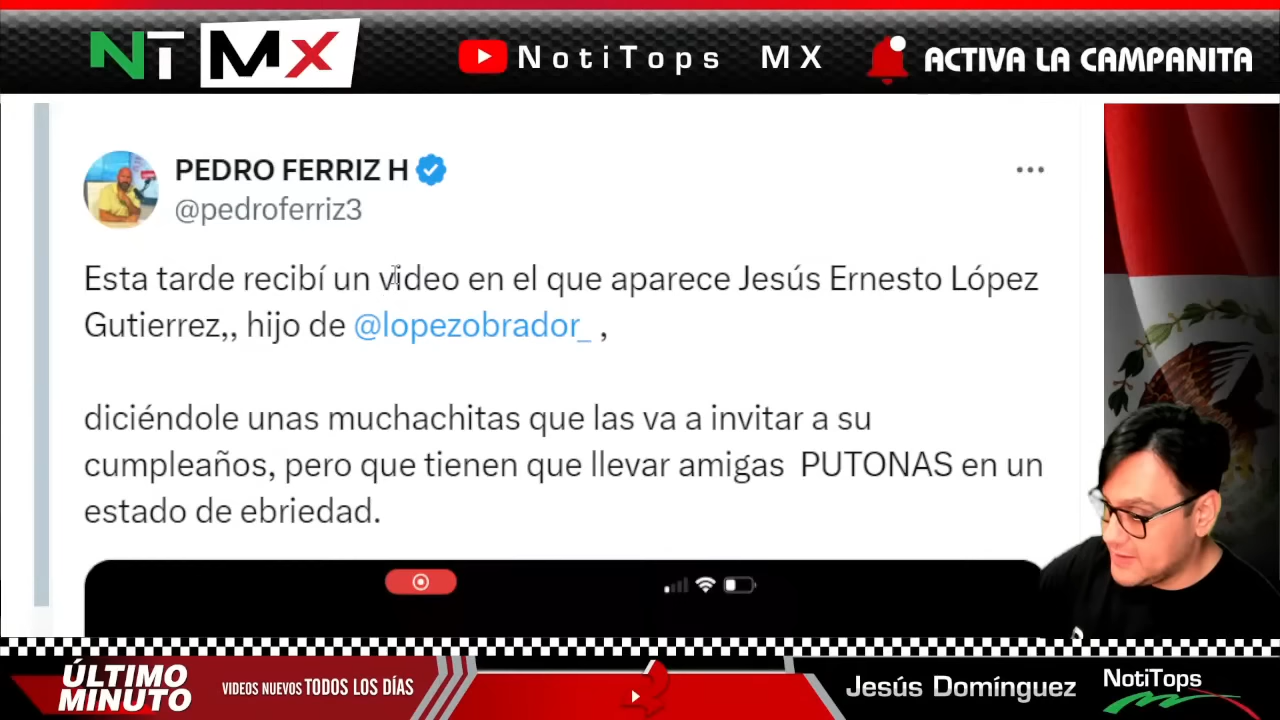 NT MX
NotiTops MX
ACTIVA LA CAMPANITA
PEDRO FERRIZ H
@pedroferriz3
Esta tarde recibí un video en el que aparece Jesús Ernesto López
Gutierrez,, hijo de @lopezobrador_ ,
diciéndole unas muchachitas que las va a invitar a su
cumpleaños, pero que tienen que llevar amigas PUTONAS en un
estado de ebriedad.
ÚLTIMO
MINUTO
VIDEOS NUEVOS TODOS LOS DÍAS
Jesús Domínguez
NotiTops